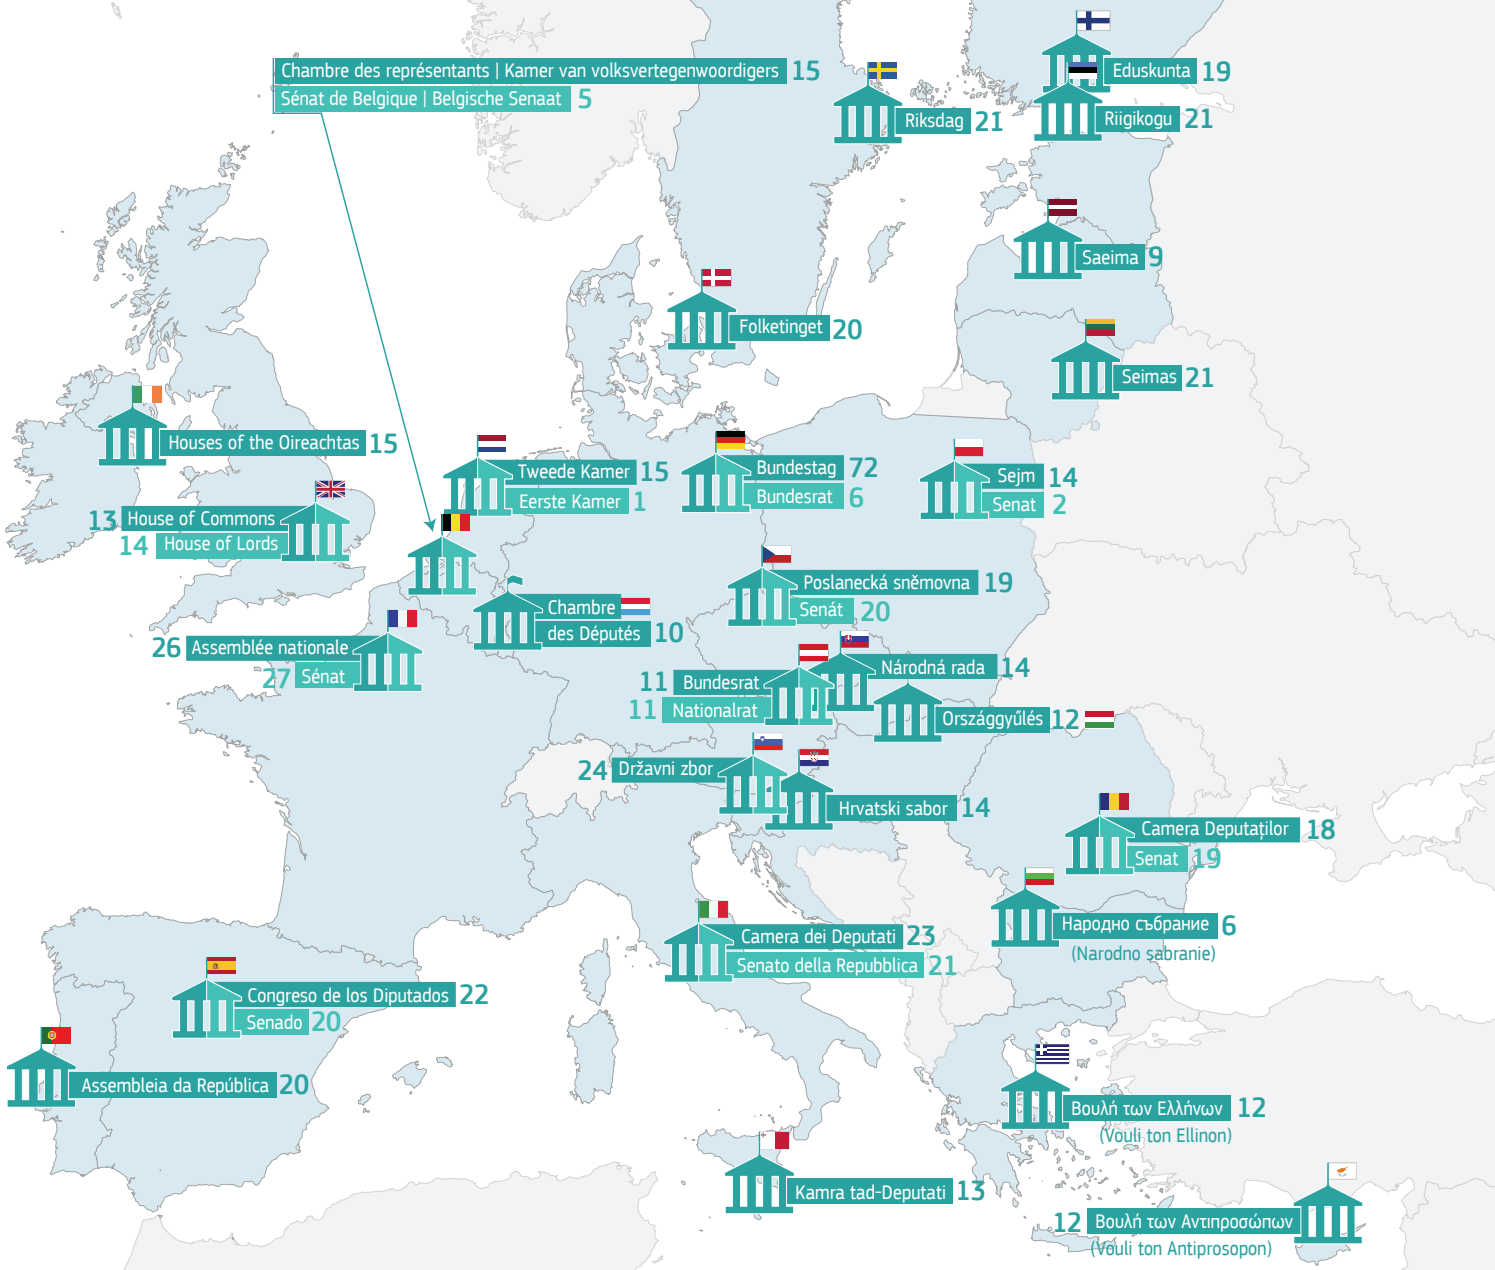 Chambre des représentants | Kamer van volksvertegenwoordigers 15
Sénat de Belgique | Belgische Senaat 5
Eduskunta 19
Riksdag 21
Riigikogu 21
Saeima 9
Folketinget 20
Seimas 21
Houses of the Oireachtas 15
Tweede Kamer 15
Eerste Kamer 1
Bundestag 72
Bundesrat 6
Sejm 14
Senat 2
13 House of Commons
14 House of Lords
Poslanecká sněmovna 19
Senát 20
Chambre
des Députés 10
26 Assemblée nationale
27 Sénat
Národná rada 14
11 Bundesrat
11 Nationalrat
Országgyűlés 12
24 Državni zbor
Hrvatski sabor 14
Camera Deputaților 18
Senat 19
Народно събрание 6
(Narodno sabranie)
Camera dei Deputati 23
Senato della Repubblica 21
Congreso de los Diputados 22
Senado 20
Assembleia da República 20
Βουλή των Ελλήνων 12
(Vouli ton Ellinon)
Kamra tad-Deputati 13
12 Βουλή των Αντιπροσώπων
(Vouli ton Antiprosopon)